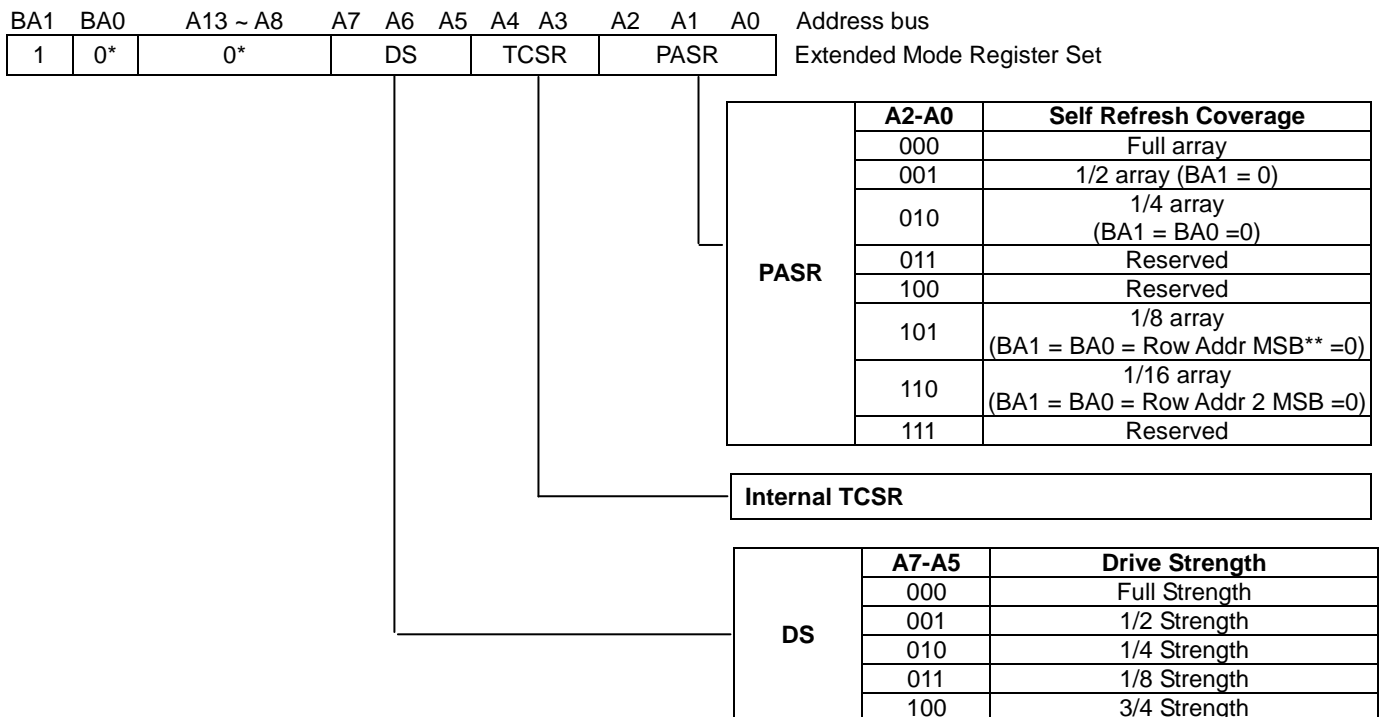 BA1 BA0 A13 ~ A8 A7 A6 A5 A4 A3 A2 A1 A0 Address bus
1 0* 0* DS TCSR PASR Extended Mode Register Set
PASR
A2-A0 Self Refresh Coverage
000 Full array
001 1/2 array (BA1 = 0)
010 1/4 array
(BA1 = BA0 =0)
011 Reserved
100 Reserved
101 1/8 array
(BA1 = BA0 = Row Addr MSB** =0)
110 1/16 array
(BA1 = BA0 = Row Addr 2 MSB =0)
111 Reserved
Internal TCSR
DS
A7-A5 Drive Strength
000 Full Strength
001 1/2 Strength
010 1/4 Strength
011 1/8 Strength
100 3/4 Strength